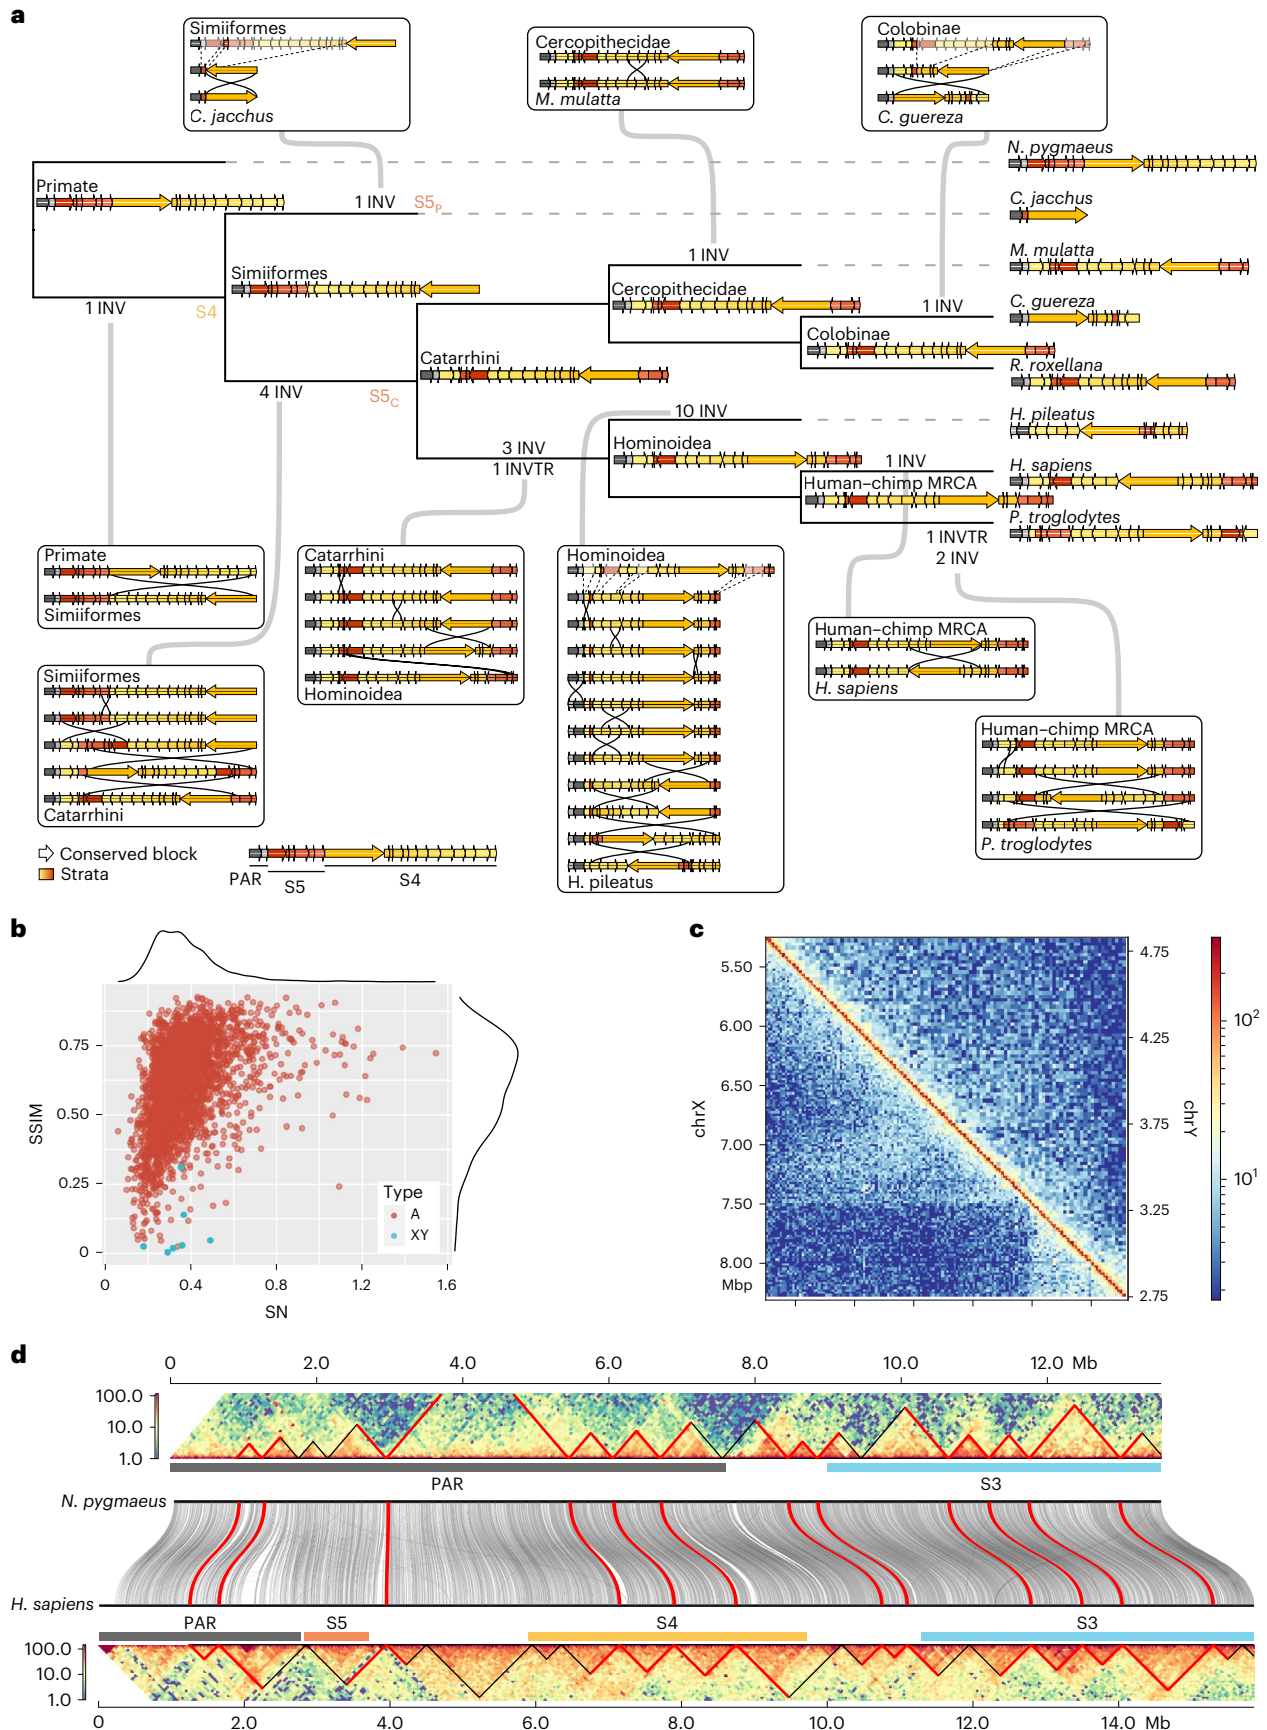 a
Simiiformes
C. jacchus
Cercopithecidae
M. mulatta
Colobinae
C. guereza
Primate
1 INV
S5P
1 INV
S4
Simiiformes
4 INV
S5C
Catarrhini
1 INV
Cercopithecidae
1 INV
Colobinae
3 INV
1 INVTR
10 INV
Hominoidea
1 INV
Human–chimp MRCA
1 INVTR
2 INV
N. pygmaeus
C. jacchus
M. mulatta
C. guereza
R. roxellana
H. pileatus
H. sapiens
P. troglodytes
Primate
Simiiformes
Simiiformes
Catarrhini
Catarrhini
Hominoidea
Hominoidea
H. pileatus
Human–chimp MRCA
H. sapiens
Human–chimp MRCA
P. troglodytes
Conserved block
Strata
PAR
S5
S4
b
SSIM
0.75
0.50
0.25
0
0
0.4
0.8
1.2
1.6
SN
Type
A
XY
c
chrX
5.50
6.00
6.50
7.00
7.50
8.00
Mbp
4.75
4.25
3.75
3.25
2.75
chrY
10²
10¹
d
0 2.0 4.0 6.0 8.0 10.0 12.0 Mb
100.0
10.0
1.0
PAR S3
N. pygmaeus
H. sapiens
PAR S5 S4 S3
100.0
10.0
1.0
0 2.0 4.0 6.0 8.0 10.0 12.0 14.0 Mb